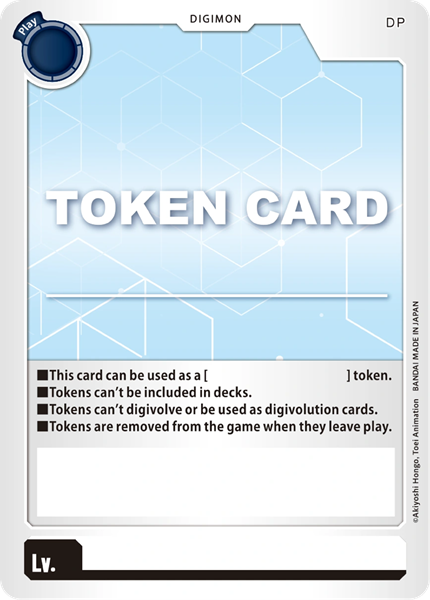 Play
DIGIMON
DP
TOKEN CARD
■This card can be used as a [ ] token.
■Tokens can't be included in decks.
■Tokens can't digivolve or be used as digivolution cards.
■Tokens are removed from the game when they leave play.
©Akiyoshi Hongo, Toei Animation BANDAI MADE IN JAPAN
Lv.